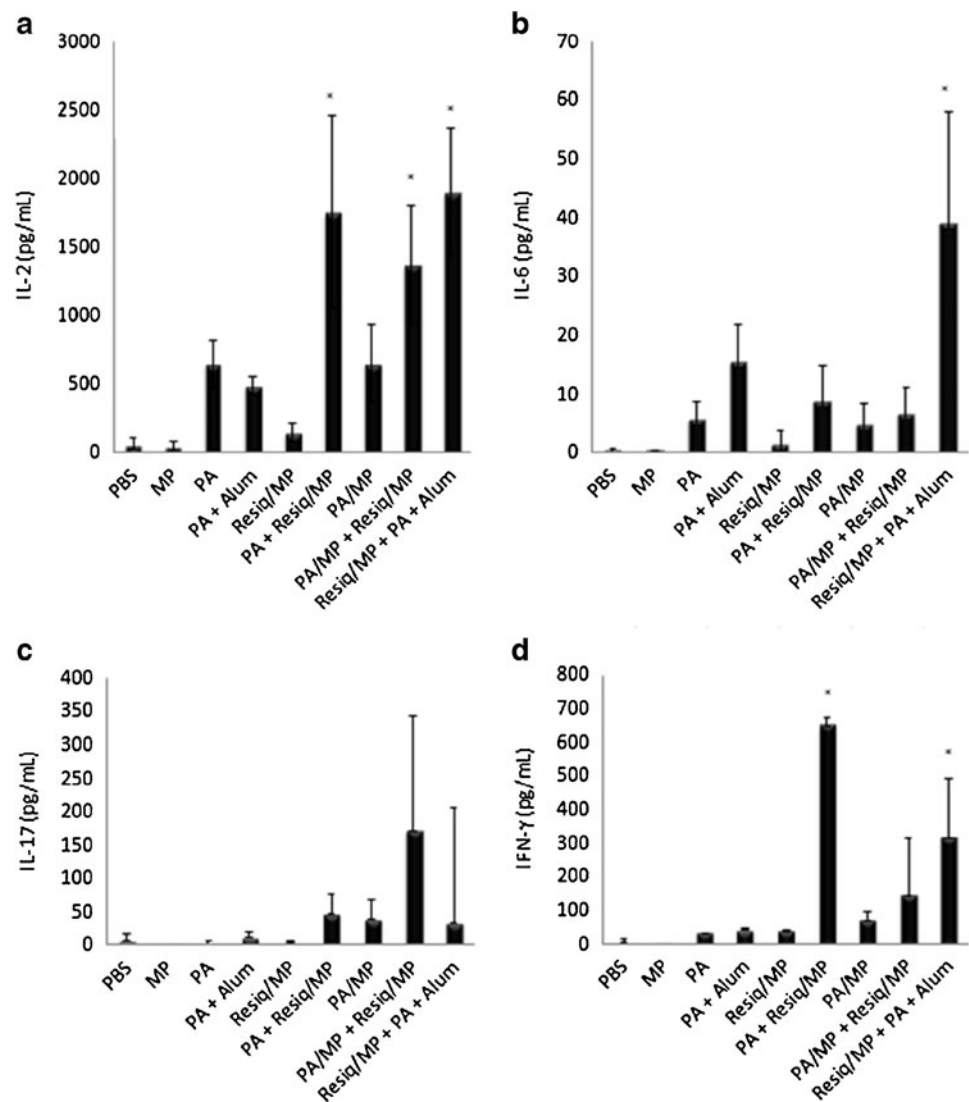 a
3000
2500
2000
1500
1000
500
0
IL-2 (pg/mL)
*
*
*
PBS
MP
PA
PA + Alum
Resiq/MP
PA + Resiq/MP
PA/MP
PA/MP + Resiq/MP
Resiq/MP + PA + Alum
b
70
60
50
40
30
20
10
0
IL-6 (pg/mL)
*
PBS
MP
PA
PA + Alum
Resiq/MP
PA + Resiq/MP
PA/MP
PA/MP + Resiq/MP
Resiq/MP + PA + Alum
c
400
350
300
250
200
150
100
50
0
IL-17 (pg/mL)
PBS
MP
PA
PA + Alum
Resiq/MP
PA + Resiq/MP
PA/MP
PA/MP + Resiq/MP
Resiq/MP + PA + Alum
d
800
700
600
500
400
300
200
100
0
IFN-γ (pg/mL)
*
*
PBS
MP
PA
PA + Alum
Resiq/MP
PA + Resiq/MP
PA/MP
PA/MP + Resiq/MP
Resiq/MP + PA + Alum